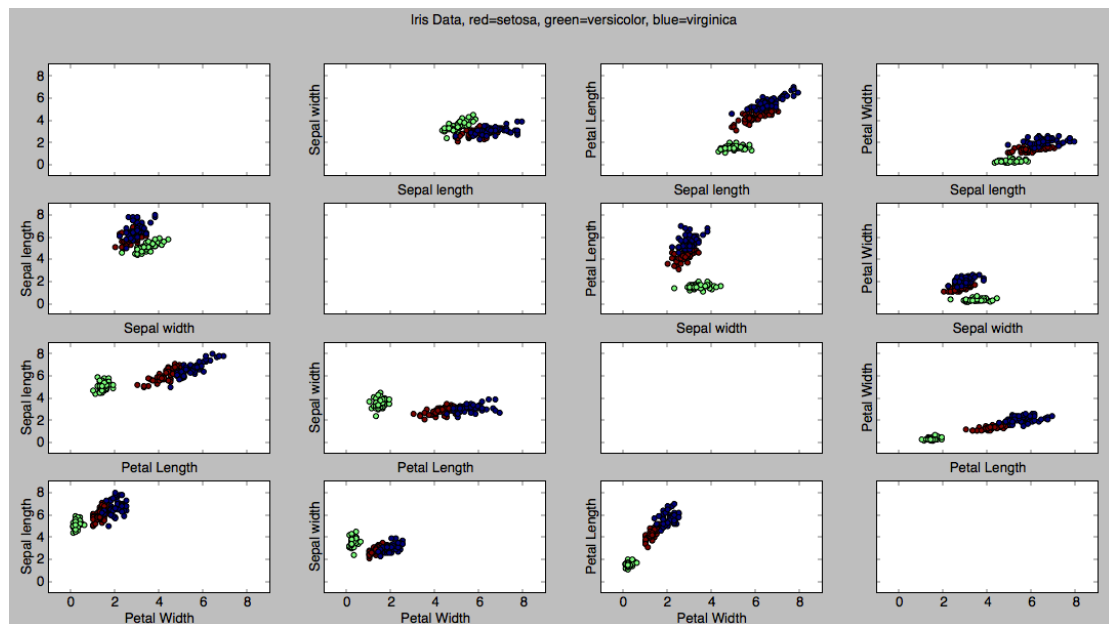 Iris Data, red=setosa, green=versicolor, blue=virginica
8
6
4
2
0
Sepal width
Sepal length
Petal Length
Sepal length
Petal Width
Sepal length
8
6
4
2
0
Sepal length
Sepal width
Petal Length
Sepal width
Petal Width
Sepal width
8
6
4
2
0
Sepal length
Petal Length
Sepal width
Petal Length
Petal Width
Petal Length
8
6
4
2
0
Sepal length
0 2 4 6 8
Petal Width
Sepal width
0 2 4 6 8
Petal Width
Petal Length
0 2 4 6 8
Petal Width
0 2 4 6 8